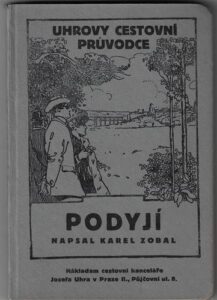 UHROVY CESTOVNÍ
PRŮVODCE
PODYJÍ
NAPSAL KAREL ZOBAL
Nákladem cestovní kanceláře
Josefa Uhra v Praze II., Půjčovní ul. 8.